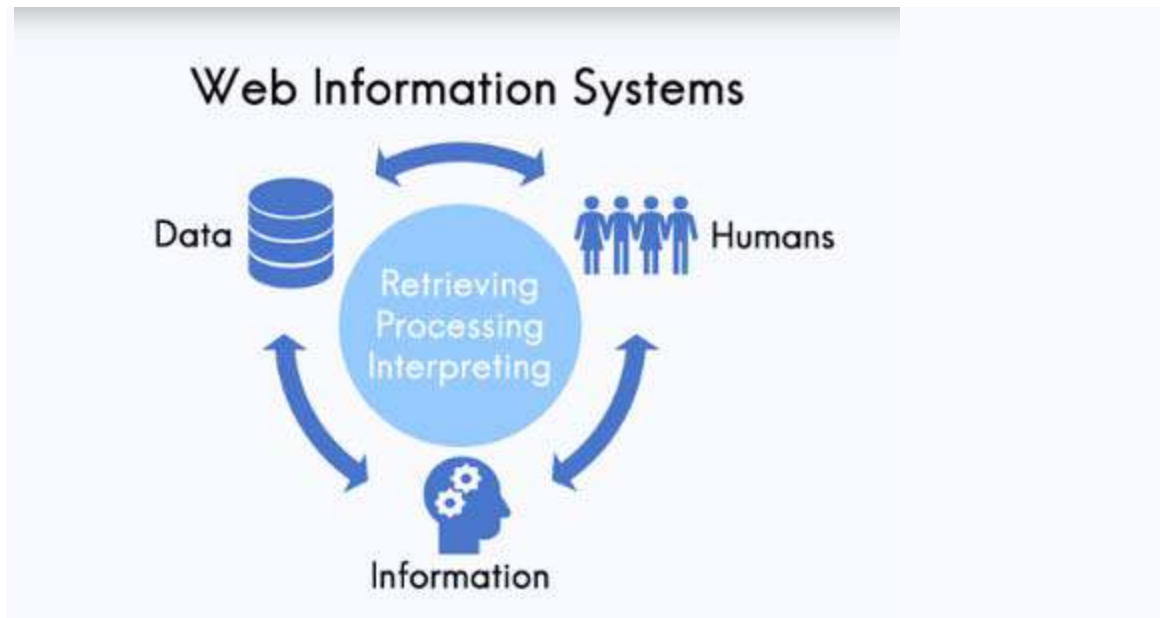 Web Information Systems
Data
Humans
Retrieving
Processing
Interpreting
Information